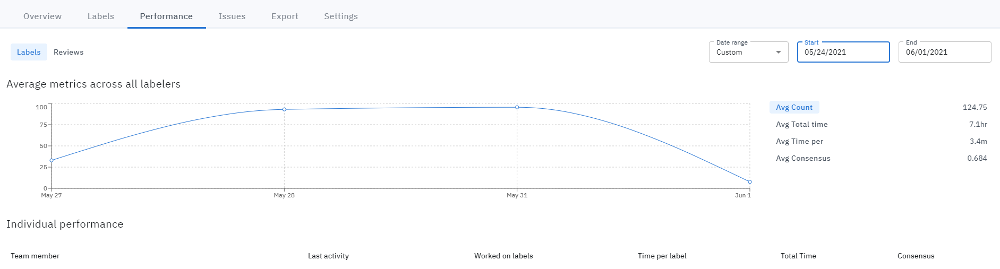 Overview Labels Performance Issues Export Settings
Labels Reviews
Date range
Custom
Start
05/24/2021
End
06/01/2021
Average metrics across all labelers
100
75
50
25
0
May 27 May 28 May 31 Jun 1
Avg Count 124.75
Avg Total time 7.1hr
Avg Time per 3.4m
Avg Consensus 0.684
Individual performance
Team member Last activity Worked on labels Time per label Total Time Consensus